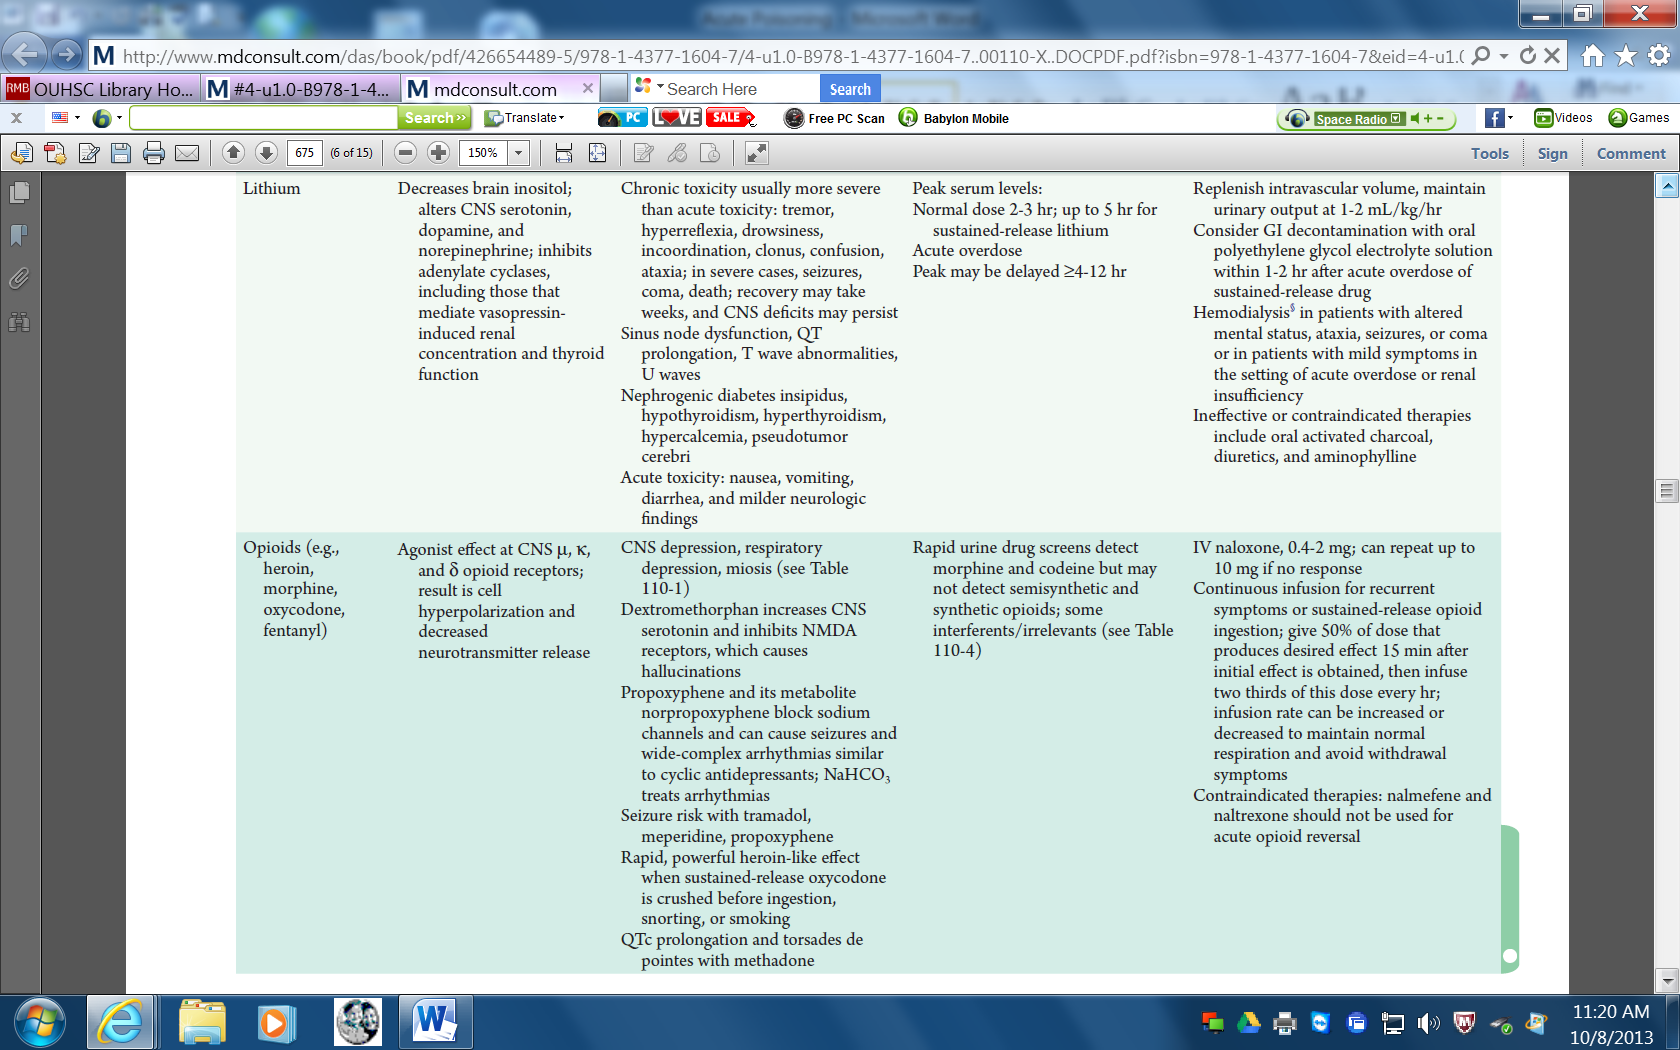 http://www.mdconsult.com/das/book/pdf/426654489-5/978-1-4377-1604-7/4-u1.0-B978-1-4377-1604-7..00110-X..DOCPDF.pdf?isbn=978-1-4377-1604-7&eid=4-u1.0
RMB OUHSC Library Ho... M #4-u1.0-B978-1-4... M mdconsult.com Search Here Search
x Search›› Translate PC L VE SALE Free PC Scan Babylon Mobile Space Radio Videos Games
675 (6 of 15) 150% Tools Sign Comment
Lithium
Decreases brain inositol;
alters CNS serotonin,
dopamine, and
norepinephrine; inhibits
adenylate cyclases,
including those that
mediate vasopressin-
induced renal
concentration and thyroid
function
Chronic toxicity usually more severe
than acute toxicity: tremor,
hyperreflexia, drowsiness,
incoordination, clonus, confusion,
ataxia; in severe cases, seizures,
coma, death; recovery may take
weeks, and CNS deficits may persist
Sinus node dysfunction, QT
prolongation, T wave abnormalities,
U waves
Nephrogenic diabetes insipidus,
hypothyroidism, hyperthyroidism,
hypercalcemia, pseudotumor
cerebri
Acute toxicity: nausea, vomiting,
diarrhea, and milder neurologic
findings
Peak serum levels:
Normal dose 2-3 hr; up to 5 hr for
sustained-release lithium
Acute overdose
Peak may be delayed ≥4-12 hr
Replenish intravascular volume, maintain
urinary output at 1-2 mL/kg/hr
Consider GI decontamination with oral
polyethylene glycol electrolyte solution
within 1-2 hr after acute overdose of
sustained-release drug
Hemodialysis§ in patients with altered
mental status, ataxia, seizures, or coma
or in patients with mild symptoms in
the setting of acute overdose or renal
insufficiency
Ineffective or contraindicated therapies
include oral activated charcoal,
diuretics, and aminophylline
Opioids (e.g.,
heroin,
morphine,
oxycodone,
fentanyl)
Agonist effect at CNS μ, κ,
and δ opioid receptors;
result is cell
hyperpolarization and
decreased
neurotransmitter release
CNS depression, respiratory
depression, miosis (see Table
110-1)
Dextromethorphan increases CNS
serotonin and inhibits NMDA
receptors, which causes
hallucinations
Propoxyphene and its metabolite
norpropoxyphene block sodium
channels and can cause seizures and
wide-complex arrhythmias similar
to cyclic antidepressants; NaHCO₃
treats arrhythmias
Seizure risk with tramadol,
meperidine, propoxyphene
Rapid, powerful heroin-like effect
when sustained-release oxycodone
is crushed before ingestion,
snorting, or smoking
QTc prolongation and torsades de
pointes with methadone
Rapid urine drug screens detect
morphine and codeine but may
not detect semisynthetic and
synthetic opioids; some
interferents/irrelevants (see Table
110-4)
IV naloxone, 0.4-2 mg; can repeat up to
10 mg if no response
Continuous infusion for recurrent
symptoms or sustained-release opioid
ingestion; give 50% of dose that
produces desired effect 15 min after
initial effect is obtained, then infuse
two thirds of this dose every hr;
infusion rate can be increased or
decreased to maintain normal
respiration and avoid withdrawal
symptoms
Contraindicated therapies: nalmefene and
naltrexone should not be used for
acute opioid reversal
11:20 AM
10/8/2013